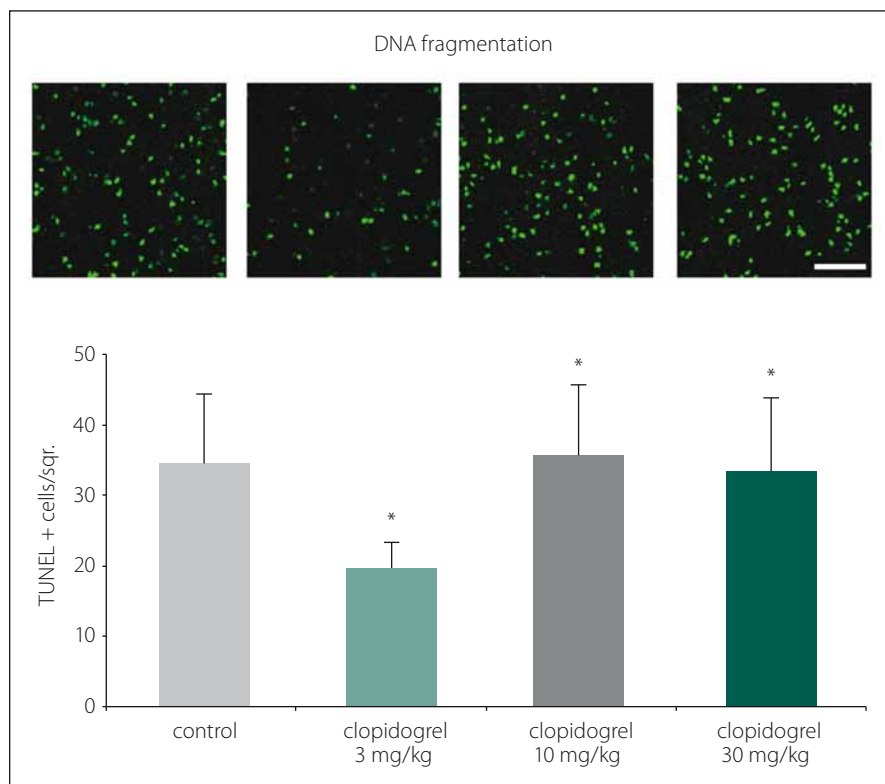 DNA fragmentation
50
40
30
20
10
0
TUNEL + cells/sqr.
*
*
*
control
clopidogrel
3 mg/kg
clopidogrel
10 mg/kg
clopidogrel
30 mg/kg